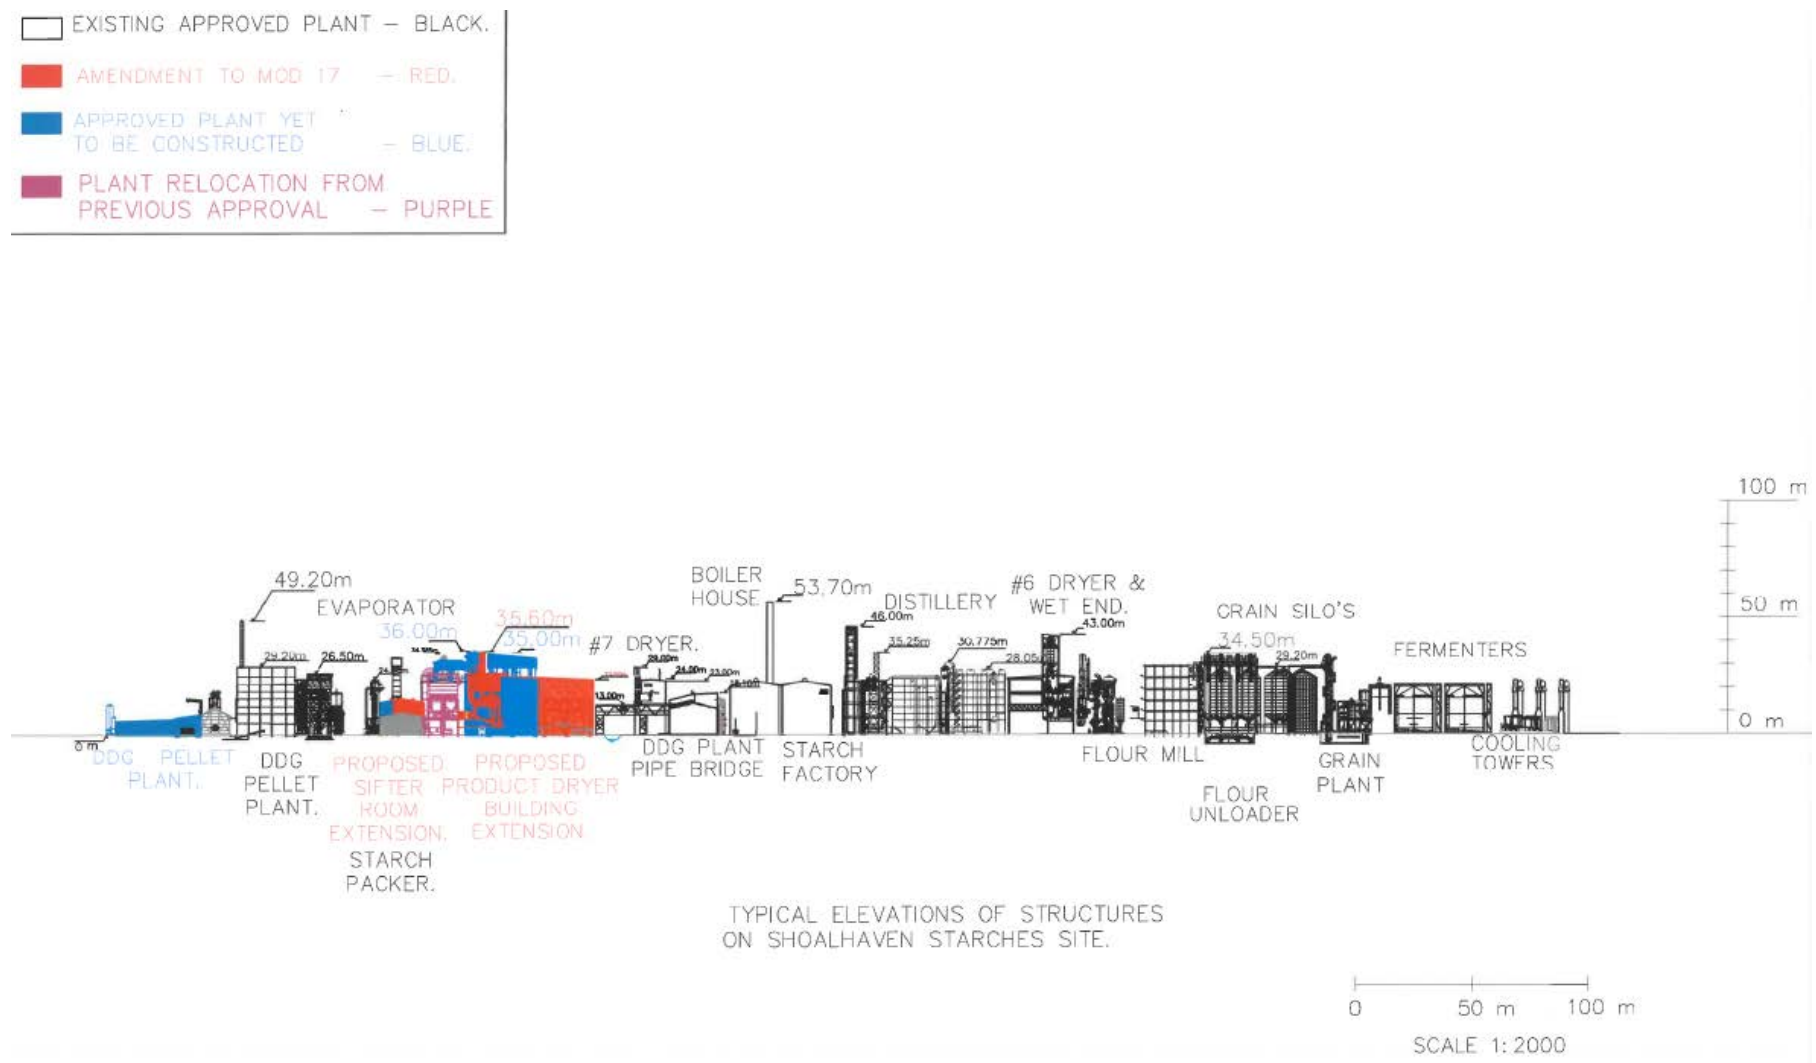 EXISTING APPROVED PLANT – BLACK.
AMENDMENT TO MOD 17 – RED.
APPROVED PLANT YET
TO BE CONSTRUCTED – BLUE.
PLANT RELOCATION FROM
PREVIOUS APPROVAL – PURPLE
100 m
50 m
0 m
49.20m
EVAPORATOR
36.00m
35.60m
35.00m
#7 DRYER.
BOILER
HOUSE
53.70m
46.00m
DISTILLERY
35.25m
30.775m
28.05
#6 DRYER &
WET END.
43.00m
GRAIN SILO'S
34.50m
29.20m
FERMENTERS
29.20m
26.50m
24.00m
23.00m
13.00m
0 m
DDG PELLET
PLANT.
DDG
PELLET
PLANT.
PROPOSED
SIFTER
ROOM
EXTENSION.
STARCH
PACKER.
PROPOSED
PRODUCT DRYER
BUILDING
EXTENSION
DDG PLANT
PIPE BRIDGE
STARCH
FACTORY
FLOUR MILL
FLOUR
UNLOADER
GRAIN
PLANT
COOLING
TOWERS
TYPICAL ELEVATIONS OF STRUCTURES
ON SHOALHAVEN STARCHES SITE.
0 50 m 100 m
SCALE 1:2000